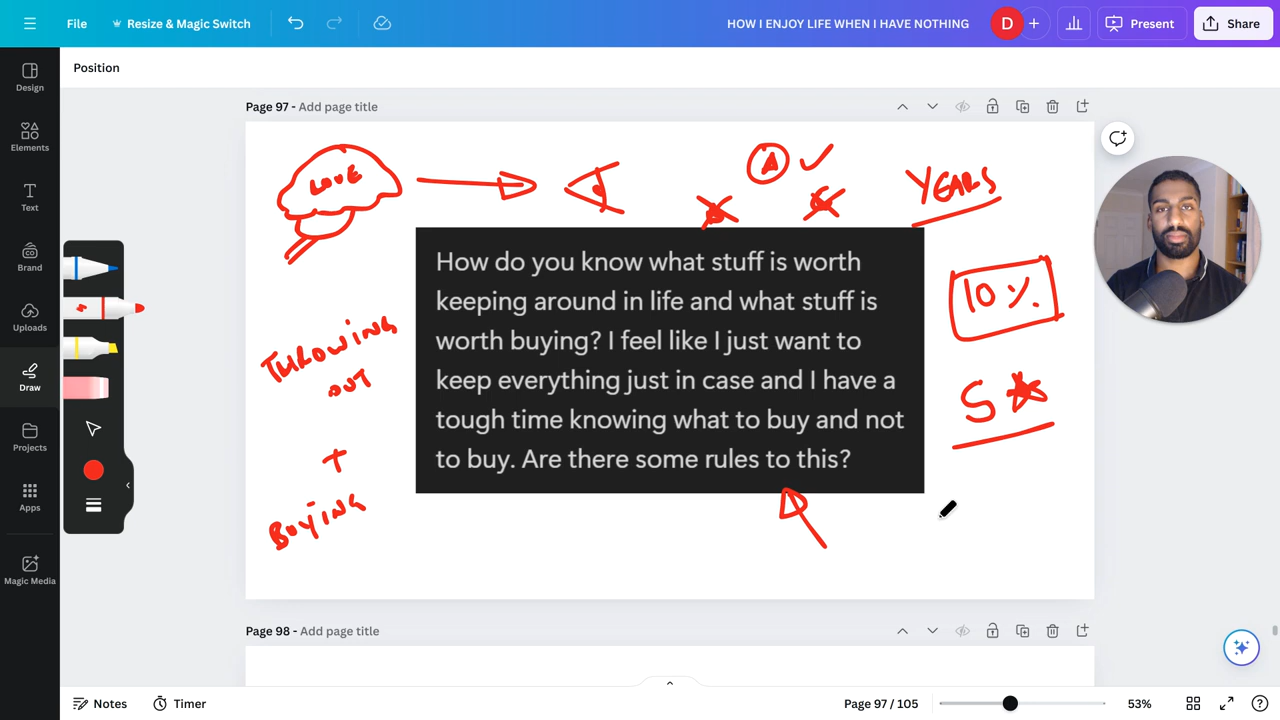 File
Resize & Magic Switch
HOW I ENJOY LIFE WHEN I HAVE NOTHING
D
Present
Share
Position
Design
Elements
Text
Brand
Uploads
Draw
Projects
Apps
Magic Media
Page 97 - Add page title
LOVE
A
YEARS
10 %.
5
THROWING
OUT
+
BUYING
How do you know what stuff is worth
keeping around in life and what stuff is
worth buying? I feel like I just want to
keep everything just in case and I have a
tough time knowing what to buy and not
to buy. Are there some rules to this?
Page 98 - Add page title
Notes
Timer
Page 97 / 105
53%